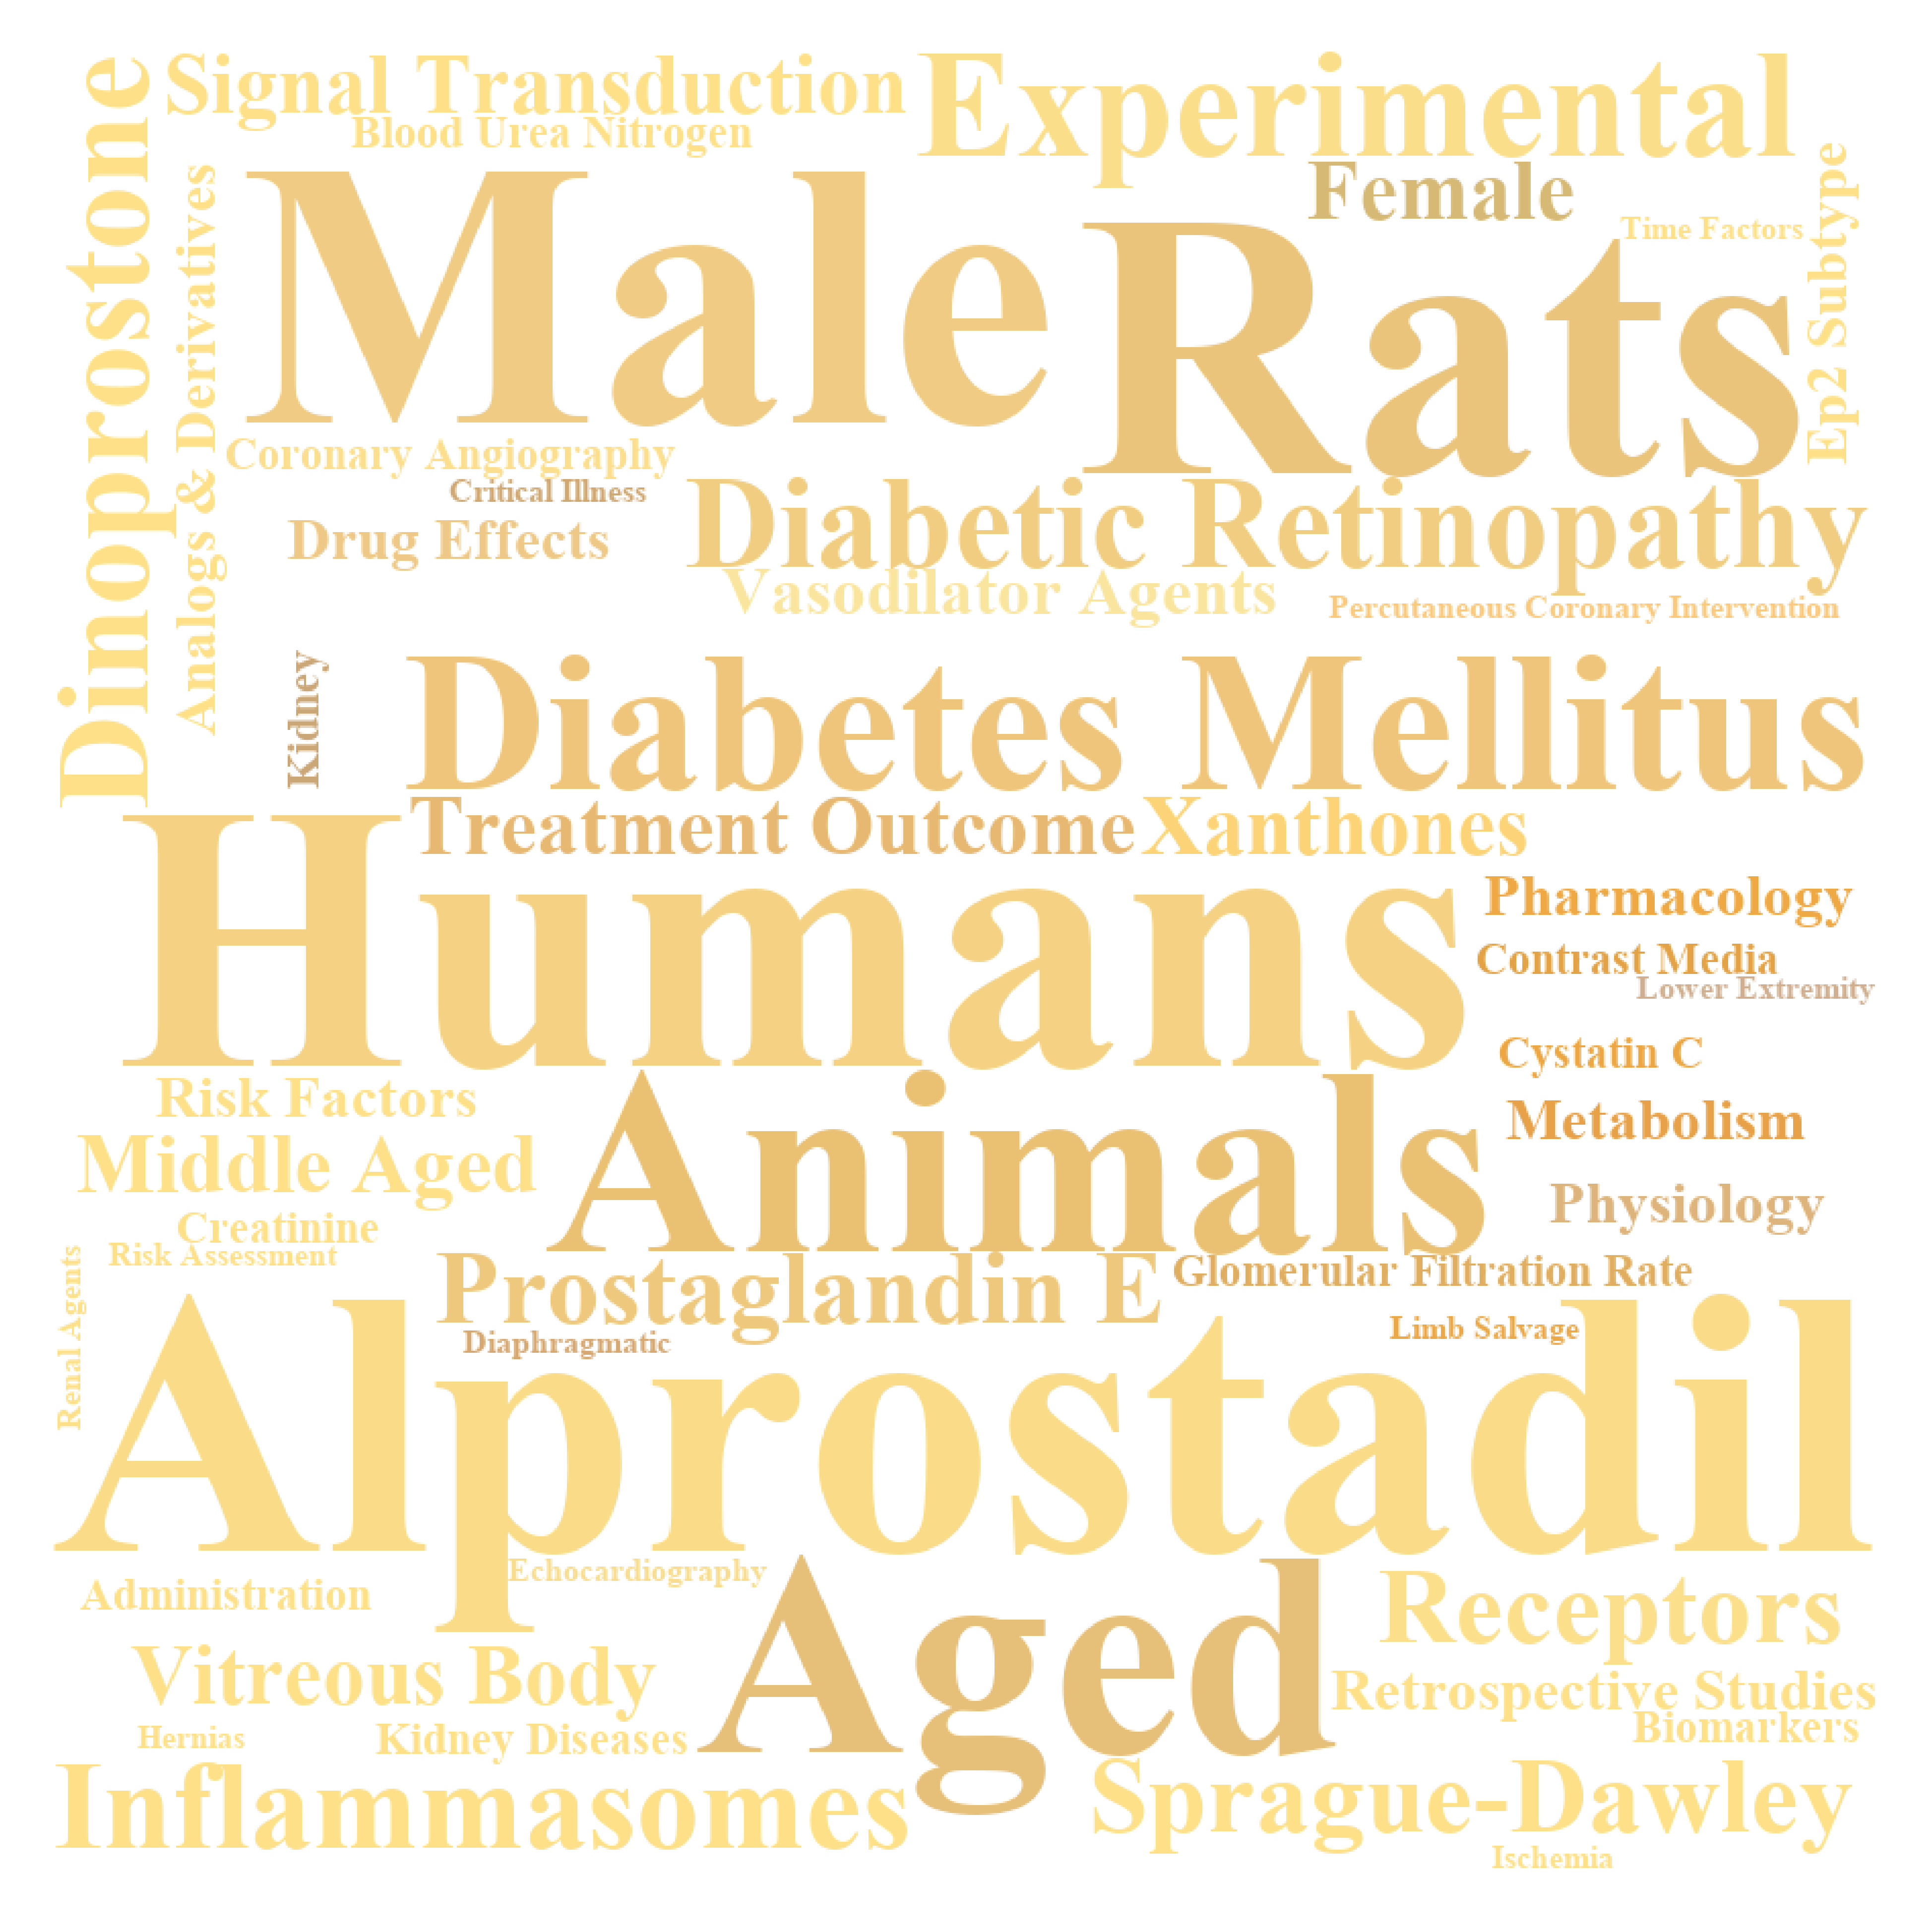 Signal Transduction
Experimental
Dinoprostone
Blood Urea Nitrogen
Analogs & Derivatives
Male
Female
Rats
Time Factors
Ep2 Subtype
Coronary Angiography
Critical Illness
Drug Effects
Diabetic Retinopathy
Vasodilator Agents
Percutaneous Coronary Intervention
Kidney
Diabetes Mellitus
Treatment Outcome
Xanthones
Humans
Pharmacology
Contrast Media
Lower Extremity
Cystatin C
Risk Factors
Animals
Metabolism
Middle Aged
Physiology
Creatinine
Risk Assessment
Renal Agents
Prostaglandin E
Glomerular Filtration Rate
Diaphragmatic
Limb Salvage
Alprostadil
Echocardiography
Administration
Aged
Receptors
Vitreous Body
Retrospective Studies
Hernias
Kidney Diseases
Biomarkers
Inflammasomes
Sprague-Dawley
Ischemia